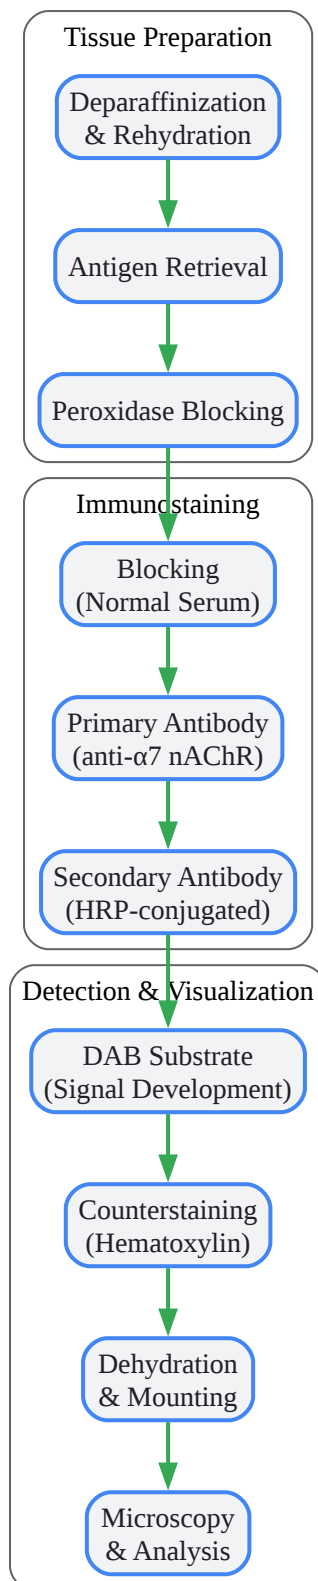 Tissue Preparation
Deparaffinization
& Rehydration
Antigen Retrieval
Peroxidase Blocking
Immunostaining
Blocking
(Normal Serum)
Primary Antibody
(anti-α7 nAChR)
Secondary Antibody
(HRP-conjugated)
Detection & Visualization
DAB Substrate
(Signal Development)
Counterstaining
(Hematoxylin)
Dehydration
& Mounting
Microscopy
& Analysis